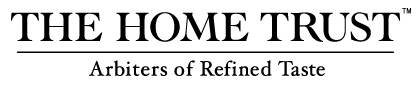 THE HOME TRUST™
Arbiters of Refined Taste